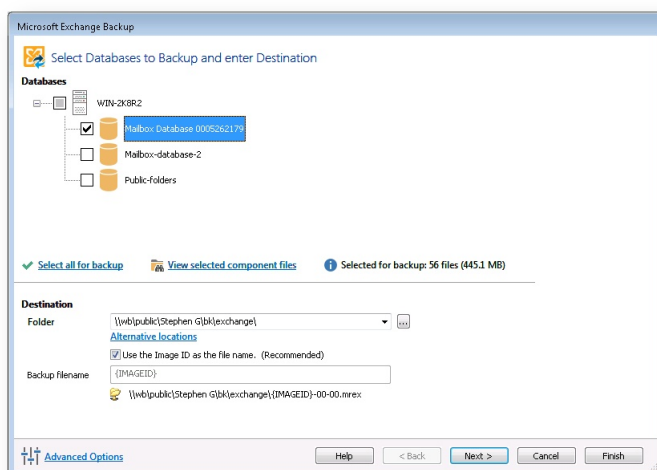 Microsoft Exchange Backup
Select Databases to Backup and enter Destination
Databases
WIN-2K8R2
Mailbox Database 0005262179
Mailbox-database-2
Public-folders
Select all for backup View selected component files Selected for backup: 56 files (445.1 MB)
Destination
Folder \\wb\public\Stephen G\bk\exchange\ ...
Alternative locations
Use the Image ID as the file name. (Recommended)
Backup filename {IMAGEID}
\\wb\public\Stephen G\bk\exchange\{IMAGEID}-00-00.mrex
Advanced Options Help < Back Next > Cancel Finish